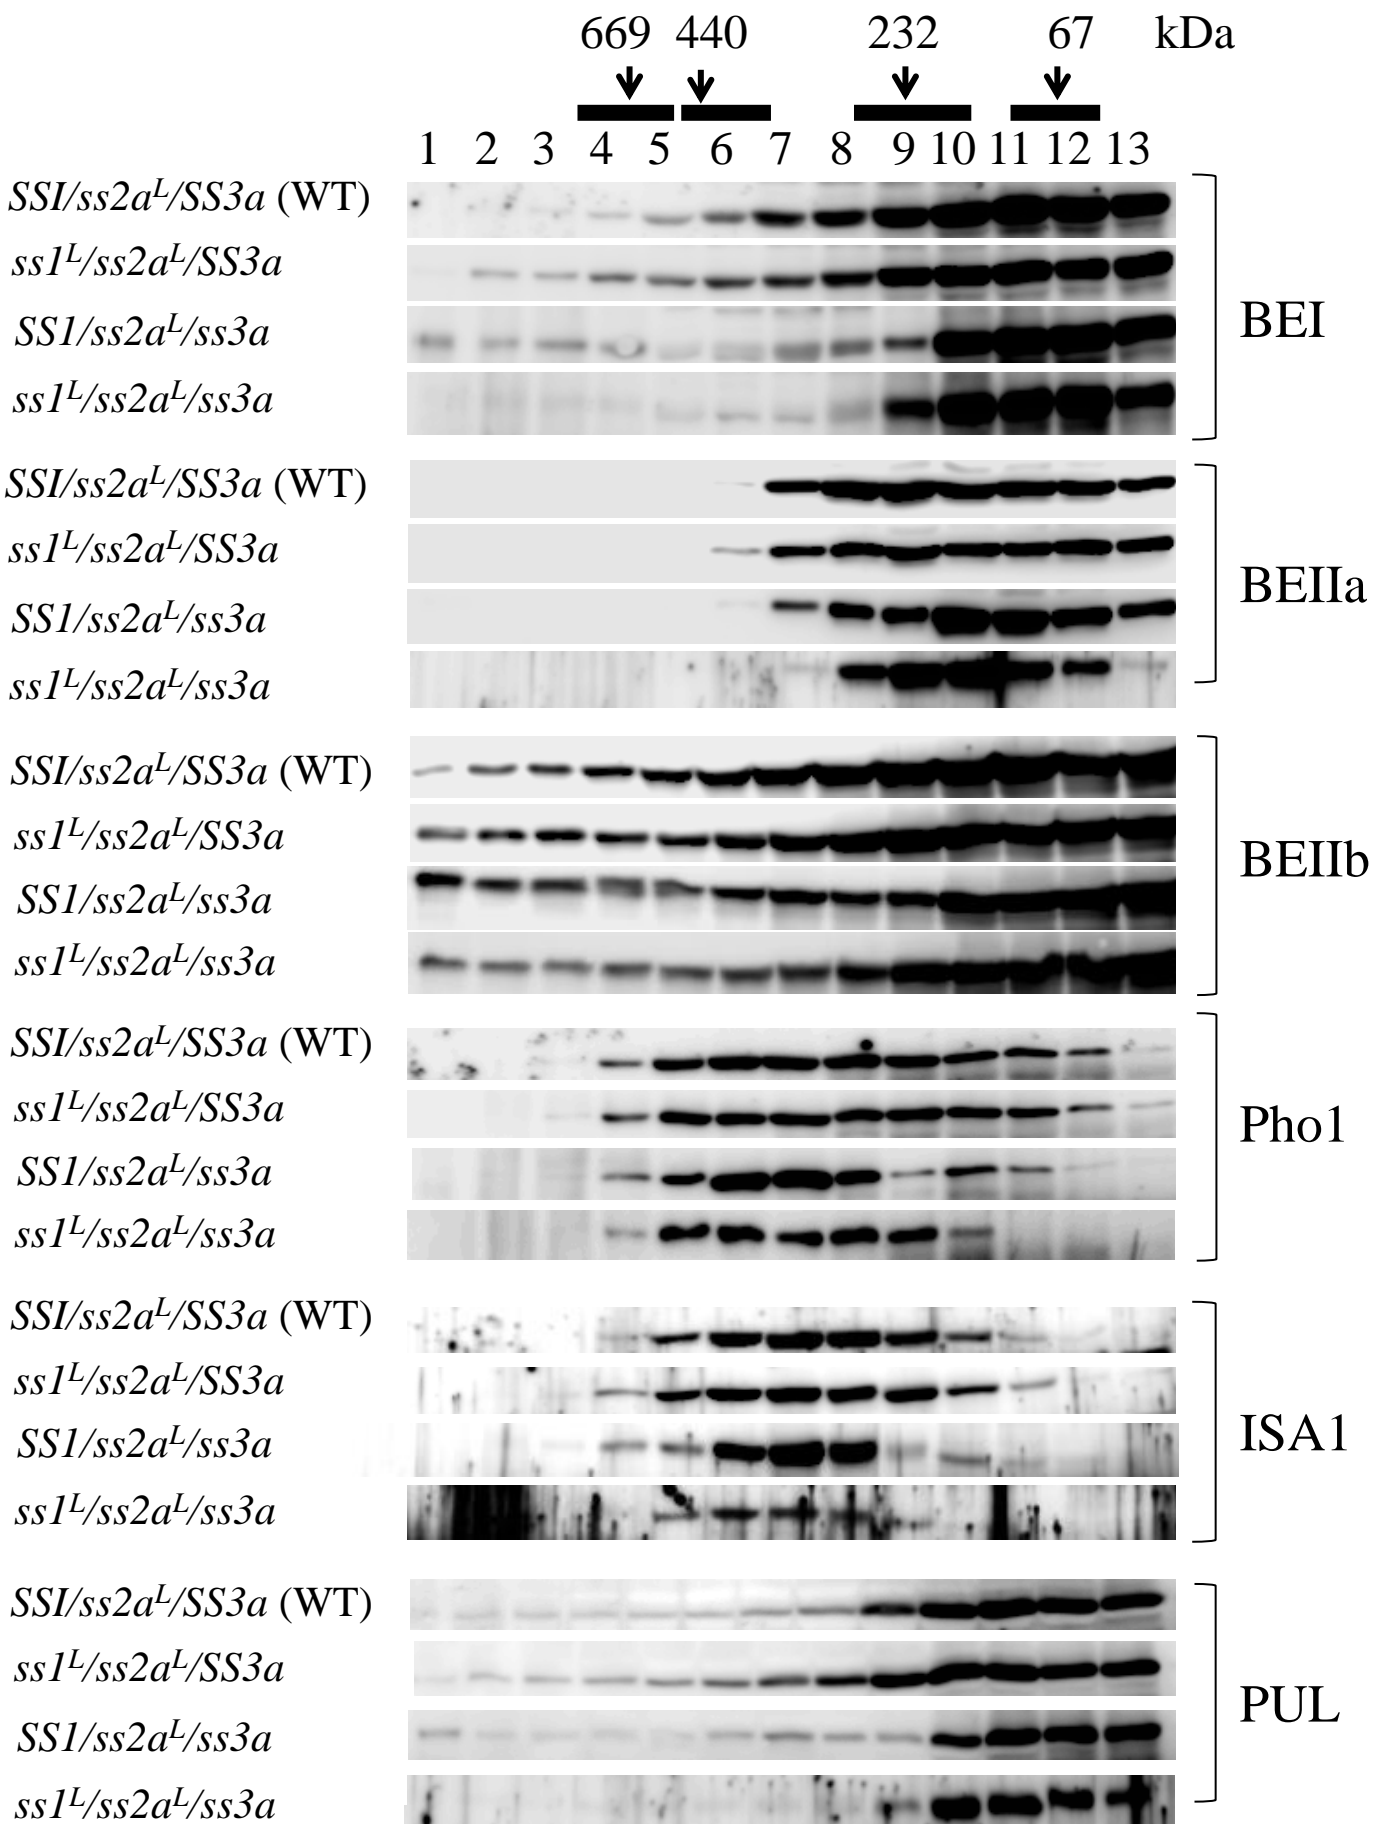 669 440 232 67 kDa
1 2 3 4 5 6 7 8 9 10 11 12 13
SSI/ss2aᴸ/SS3a (WT)
ss1ᴸ/ss2aᴸ/SS3a
SS1/ss2aᴸ/ss3a
ss1ᴸ/ss2aᴸ/ss3a
BEI
SSI/ss2aᴸ/SS3a (WT)
ss1ᴸ/ss2aᴸ/SS3a
SS1/ss2aᴸ/ss3a
ss1ᴸ/ss2aᴸ/ss3a
BEIIa
SSI/ss2aᴸ/SS3a (WT)
ss1ᴸ/ss2aᴸ/SS3a
SS1/ss2aᴸ/ss3a
ss1ᴸ/ss2aᴸ/ss3a
BEIIb
SSI/ss2aᴸ/SS3a (WT)
ss1ᴸ/ss2aᴸ/SS3a
SS1/ss2aᴸ/ss3a
ss1ᴸ/ss2aᴸ/ss3a
Pho1
SSI/ss2aᴸ/SS3a (WT)
ss1ᴸ/ss2aᴸ/SS3a
SS1/ss2aᴸ/ss3a
ss1ᴸ/ss2aᴸ/ss3a
ISA1
SSI/ss2aᴸ/SS3a (WT)
ss1ᴸ/ss2aᴸ/SS3a
SS1/ss2aᴸ/ss3a
ss1ᴸ/ss2aᴸ/ss3a
PUL